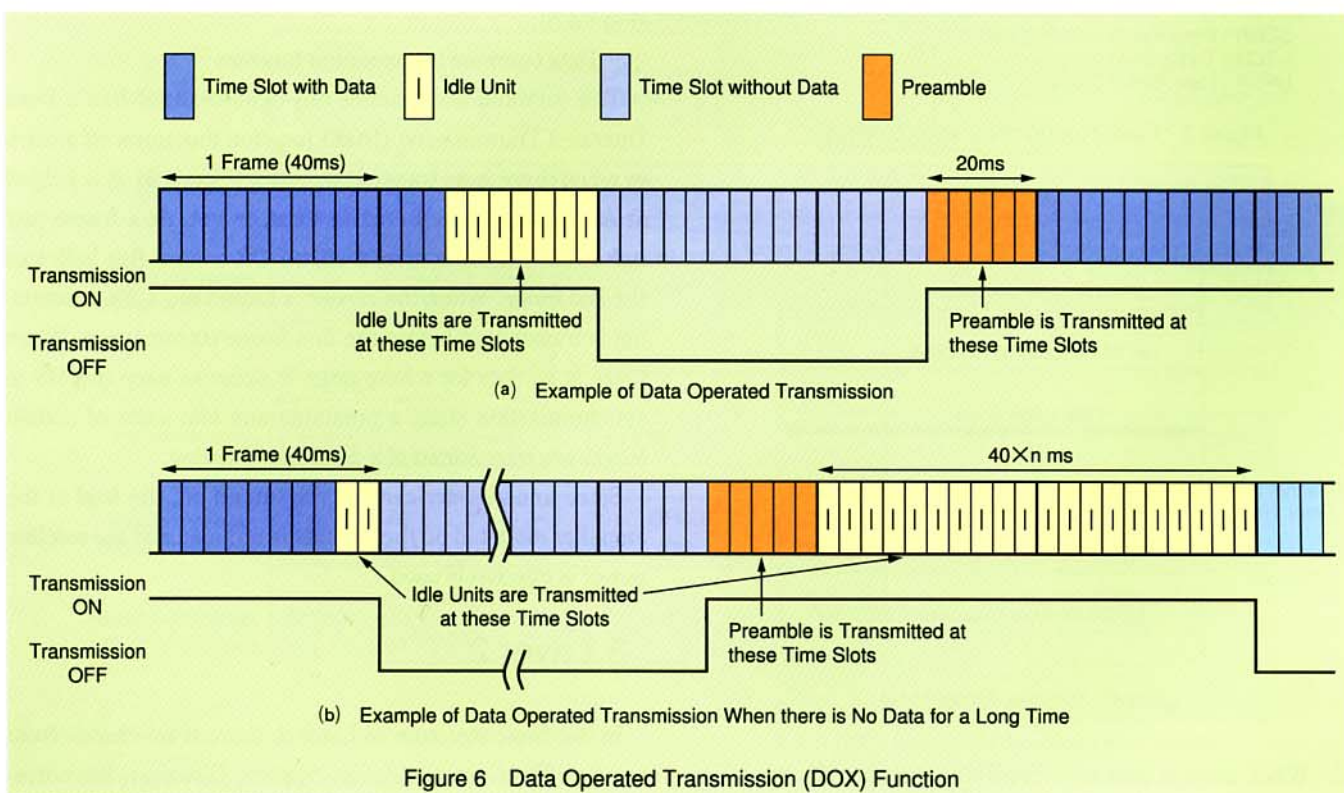 Time Slot with Data
Idle Unit
Time Slot without Data
Preamble
1 Frame (40ms)
20ms
Transmission
ON
Transmission
OFF
Idle Units are Transmitted
at these Time Slots
Preamble is Transmitted at
these Time Slots
(a) Example of Data Operated Transmission
1 Frame (40ms)
40×n ms
Transmission
ON
Transmission
OFF
Idle Units are Transmitted
at these Time Slots
Preamble is Transmitted at
these Time Slots
(b) Example of Data Operated Transmission When there is No Data for a Long Time
Figure 6 Data Operated Transmission (DOX) Function